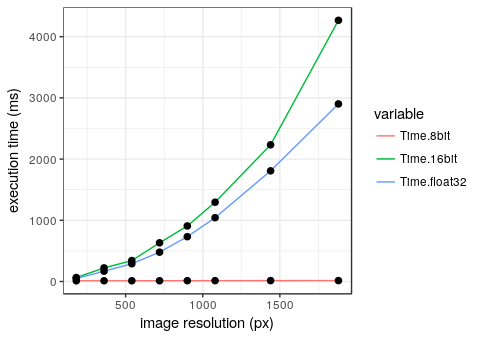 execution time (ms)
4000
3000
2000
1000
0
500
1000
1500
image resolution (px)
variable
Time.8bit
Time.16bit
Time.float32